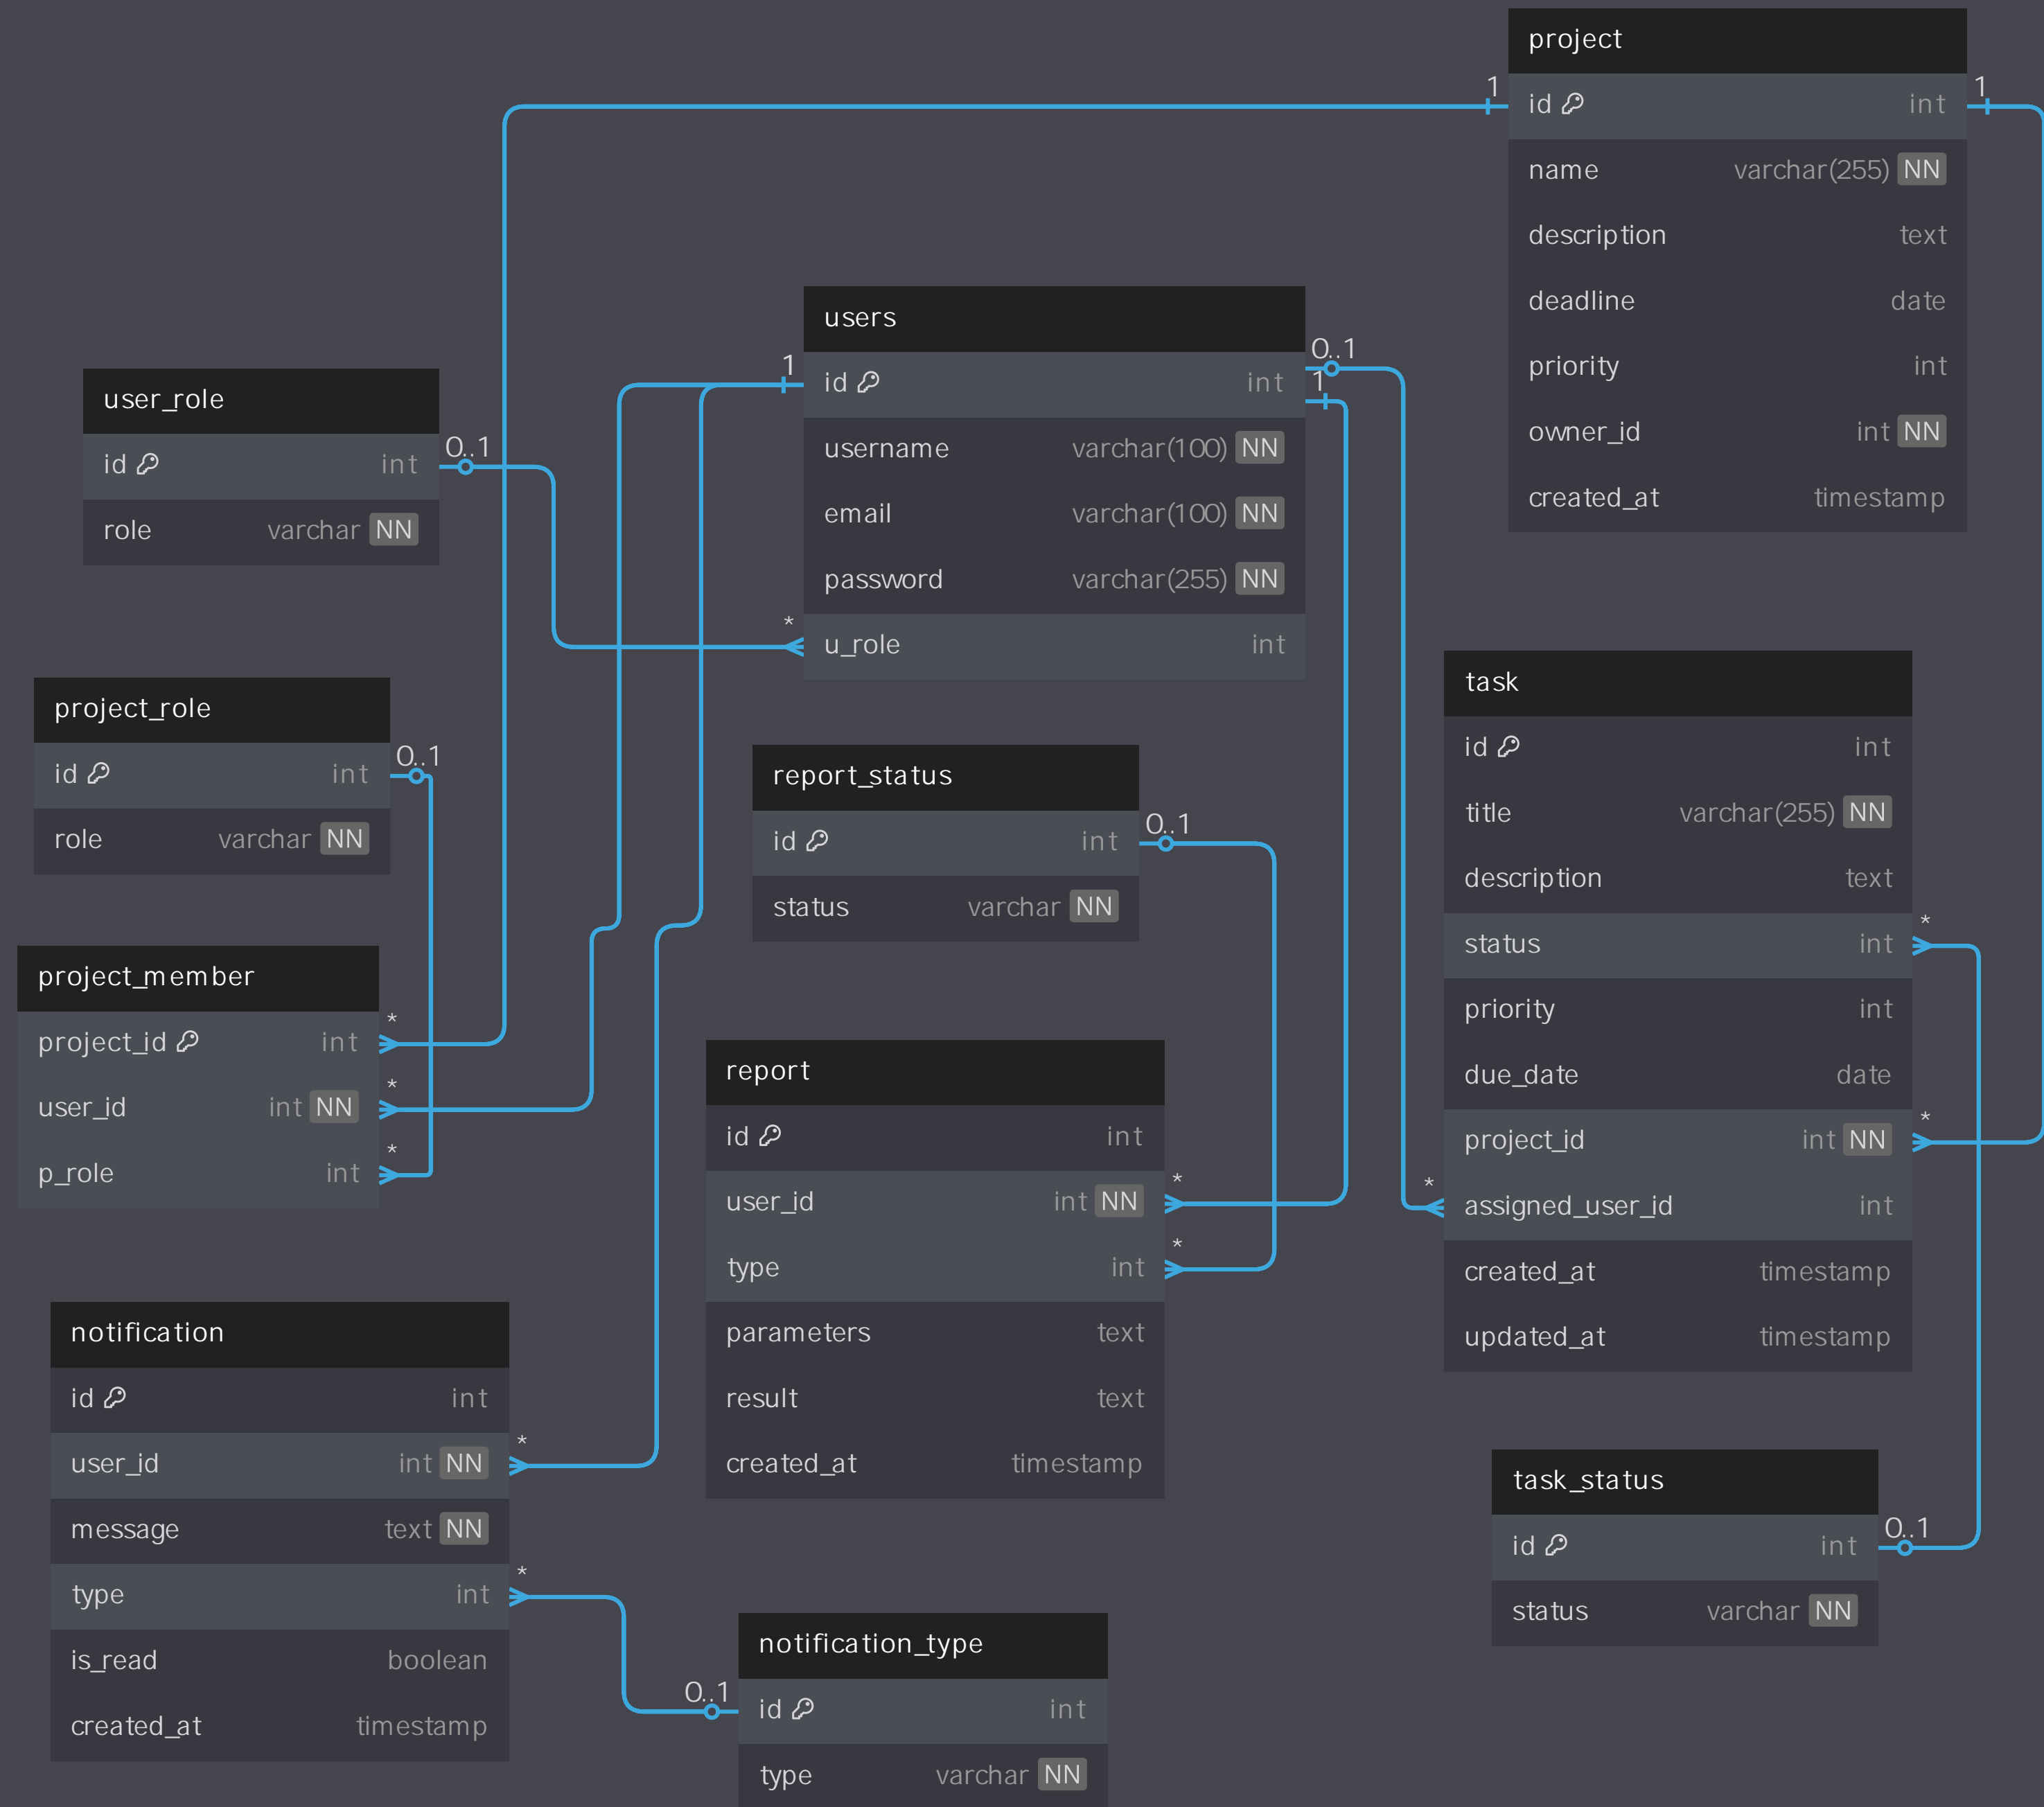 project
1
id int
1
name varchar(255) NN
description text
deadline date
priority int
owner_id int NN
created_at timestamp
users
1
id int
0..1
1
username varchar(100) NN
email varchar(100) NN
password varchar(255) NN
*
u_role int
user_role
id int
0..1
role varchar NN
project_role
id int
0..1
role varchar NN
report_status
id int
0..1
status varchar NN
task
id int
title varchar(255) NN
description text
status int
*
priority int
due_date date
project_id int NN
*
*
assigned_user_id int
created_at timestamp
updated_at timestamp
project_member
project_id int
*
user_id int NN
*
p_role int
*
report
id int
user_id int NN
*
type int
*
parameters text
result text
created_at timestamp
notification
id int
user_id int NN
*
message text NN
type int
*
is_read boolean
created_at timestamp
task_status
id int
0..1
status varchar NN
notification_type
0..1
id int
type varchar NN